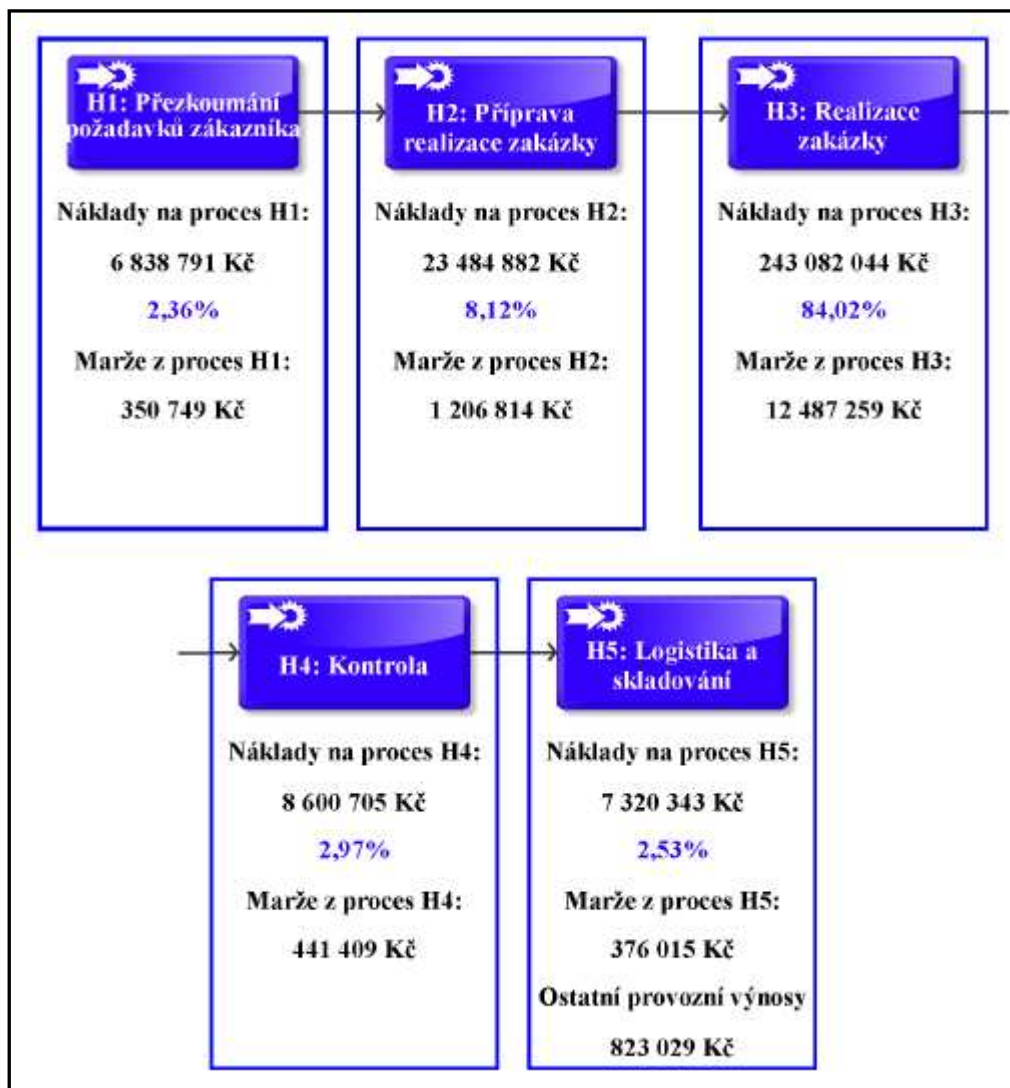 H1: Přezkoumání
požadavků zákazníka
Náklady na proces H1:
6 838 791 Kč
2,36%
Marže z proces H1:
350 749 Kč
H2: Příprava
realizace zakázky
Náklady na proces H2:
23 484 882 Kč
8,12%
Marže z proces H2:
1 206 814 Kč
H3: Realizace
zakázky
Náklady na proces H3:
243 082 044 Kč
84,02%
Marže z proces H3:
12 487 259 Kč
H4: Kontrola
Náklady na proces H4:
8 600 705 Kč
2,97%
Marže z proces H4:
441 409 Kč
H5: Logistika a
skladování
Náklady na proces H5:
7 320 343 Kč
2,53%
Marže z proces H5:
376 015 Kč
Ostatní provozní výnosy
823 029 Kč